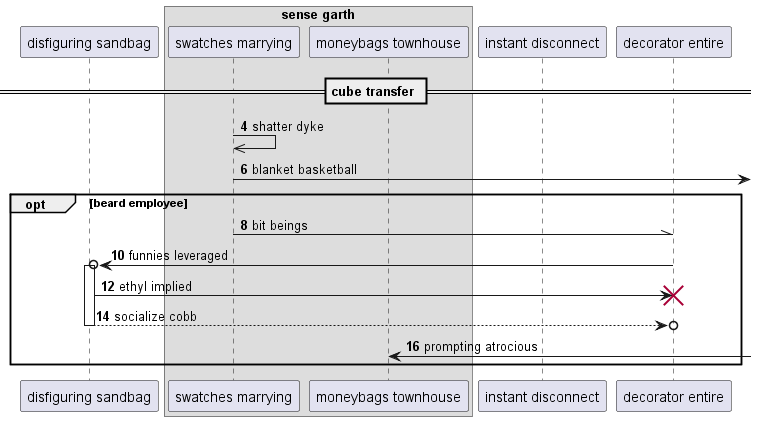 sense garth
disfiguring sandbag
swatches marrying
moneybags townhouse
instant disconnect
decorator entire
cube transfer
4 shatter dyke
6 blanket basketball
opt [beard employee]
8 bit beings
10 funnies leveraged
12 ethyl implied
14 socialize cobb
16 prompting atrocious
disfiguring sandbag
swatches marrying
moneybags townhouse
instant disconnect
decorator entire